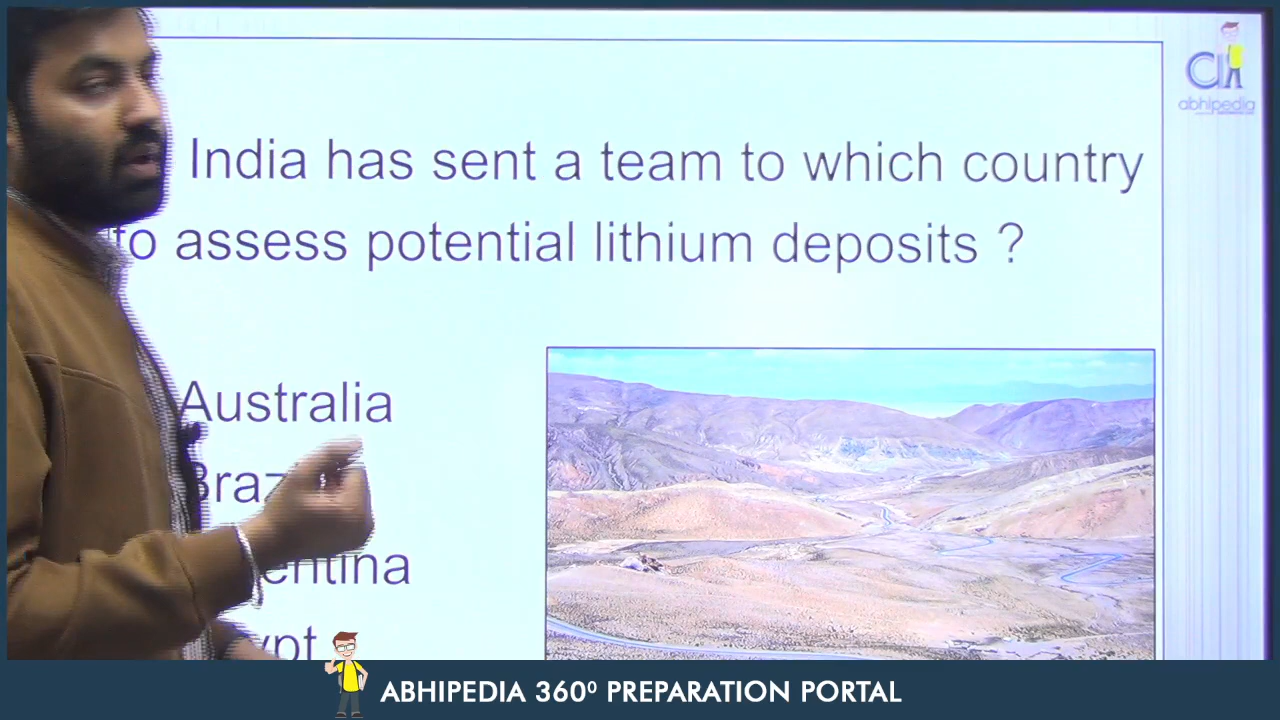 abhipedia
India has sent a team to which country
to assess potential lithium deposits ?
Australia
entina
ABHIPEDIA 360⁰ PREPARATION PORTAL